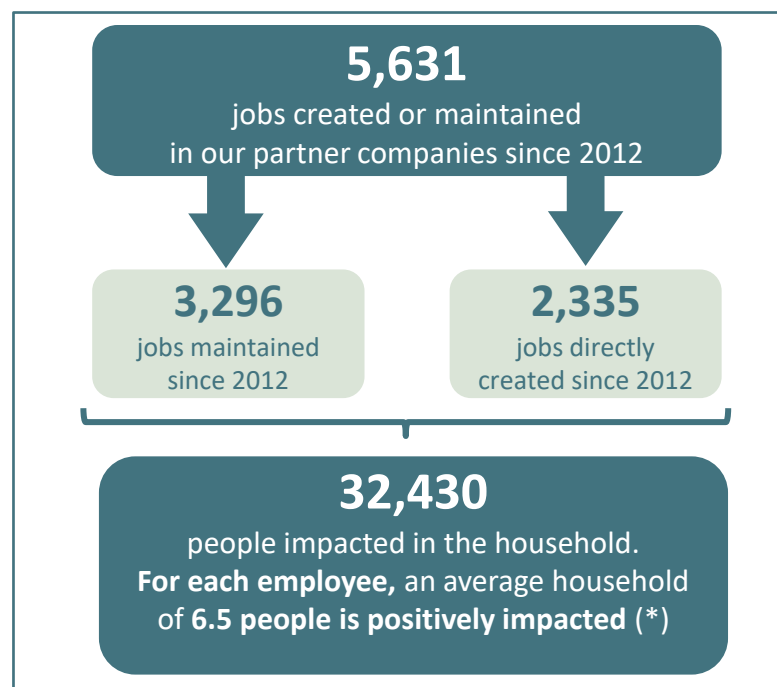 5,631
jobs created or maintained
in our partner companies since 2012
3,296
jobs maintained
since 2012
2,335
jobs directly
created since 2012
32,430
people impacted in the household.
For each employee, an average household
of 6.5 people is positively impacted (*)